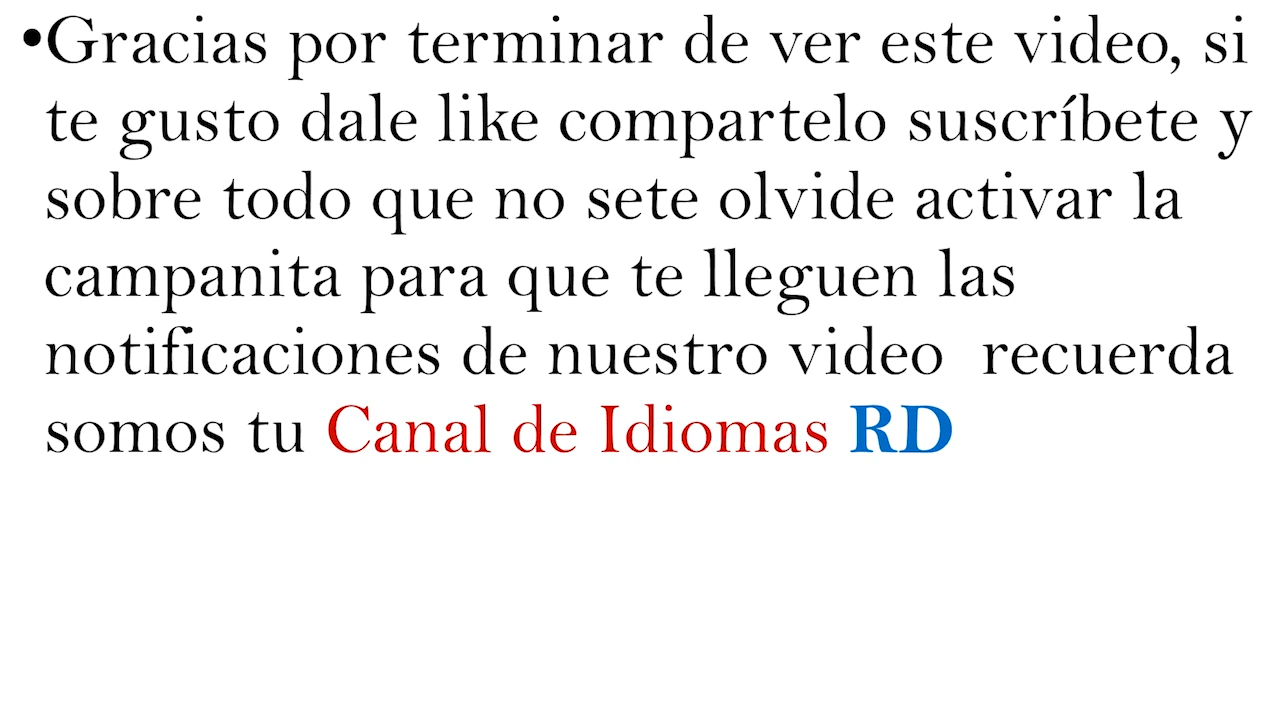 •Gracias por terminar de ver este video, si
te gusto dale like compartelo suscríbete y
sobre todo que no sete olvide activar la
campanita para que te lleguen las
notificaciones de nuestro video  recuerda
somos tu Canal de Idiomas RD